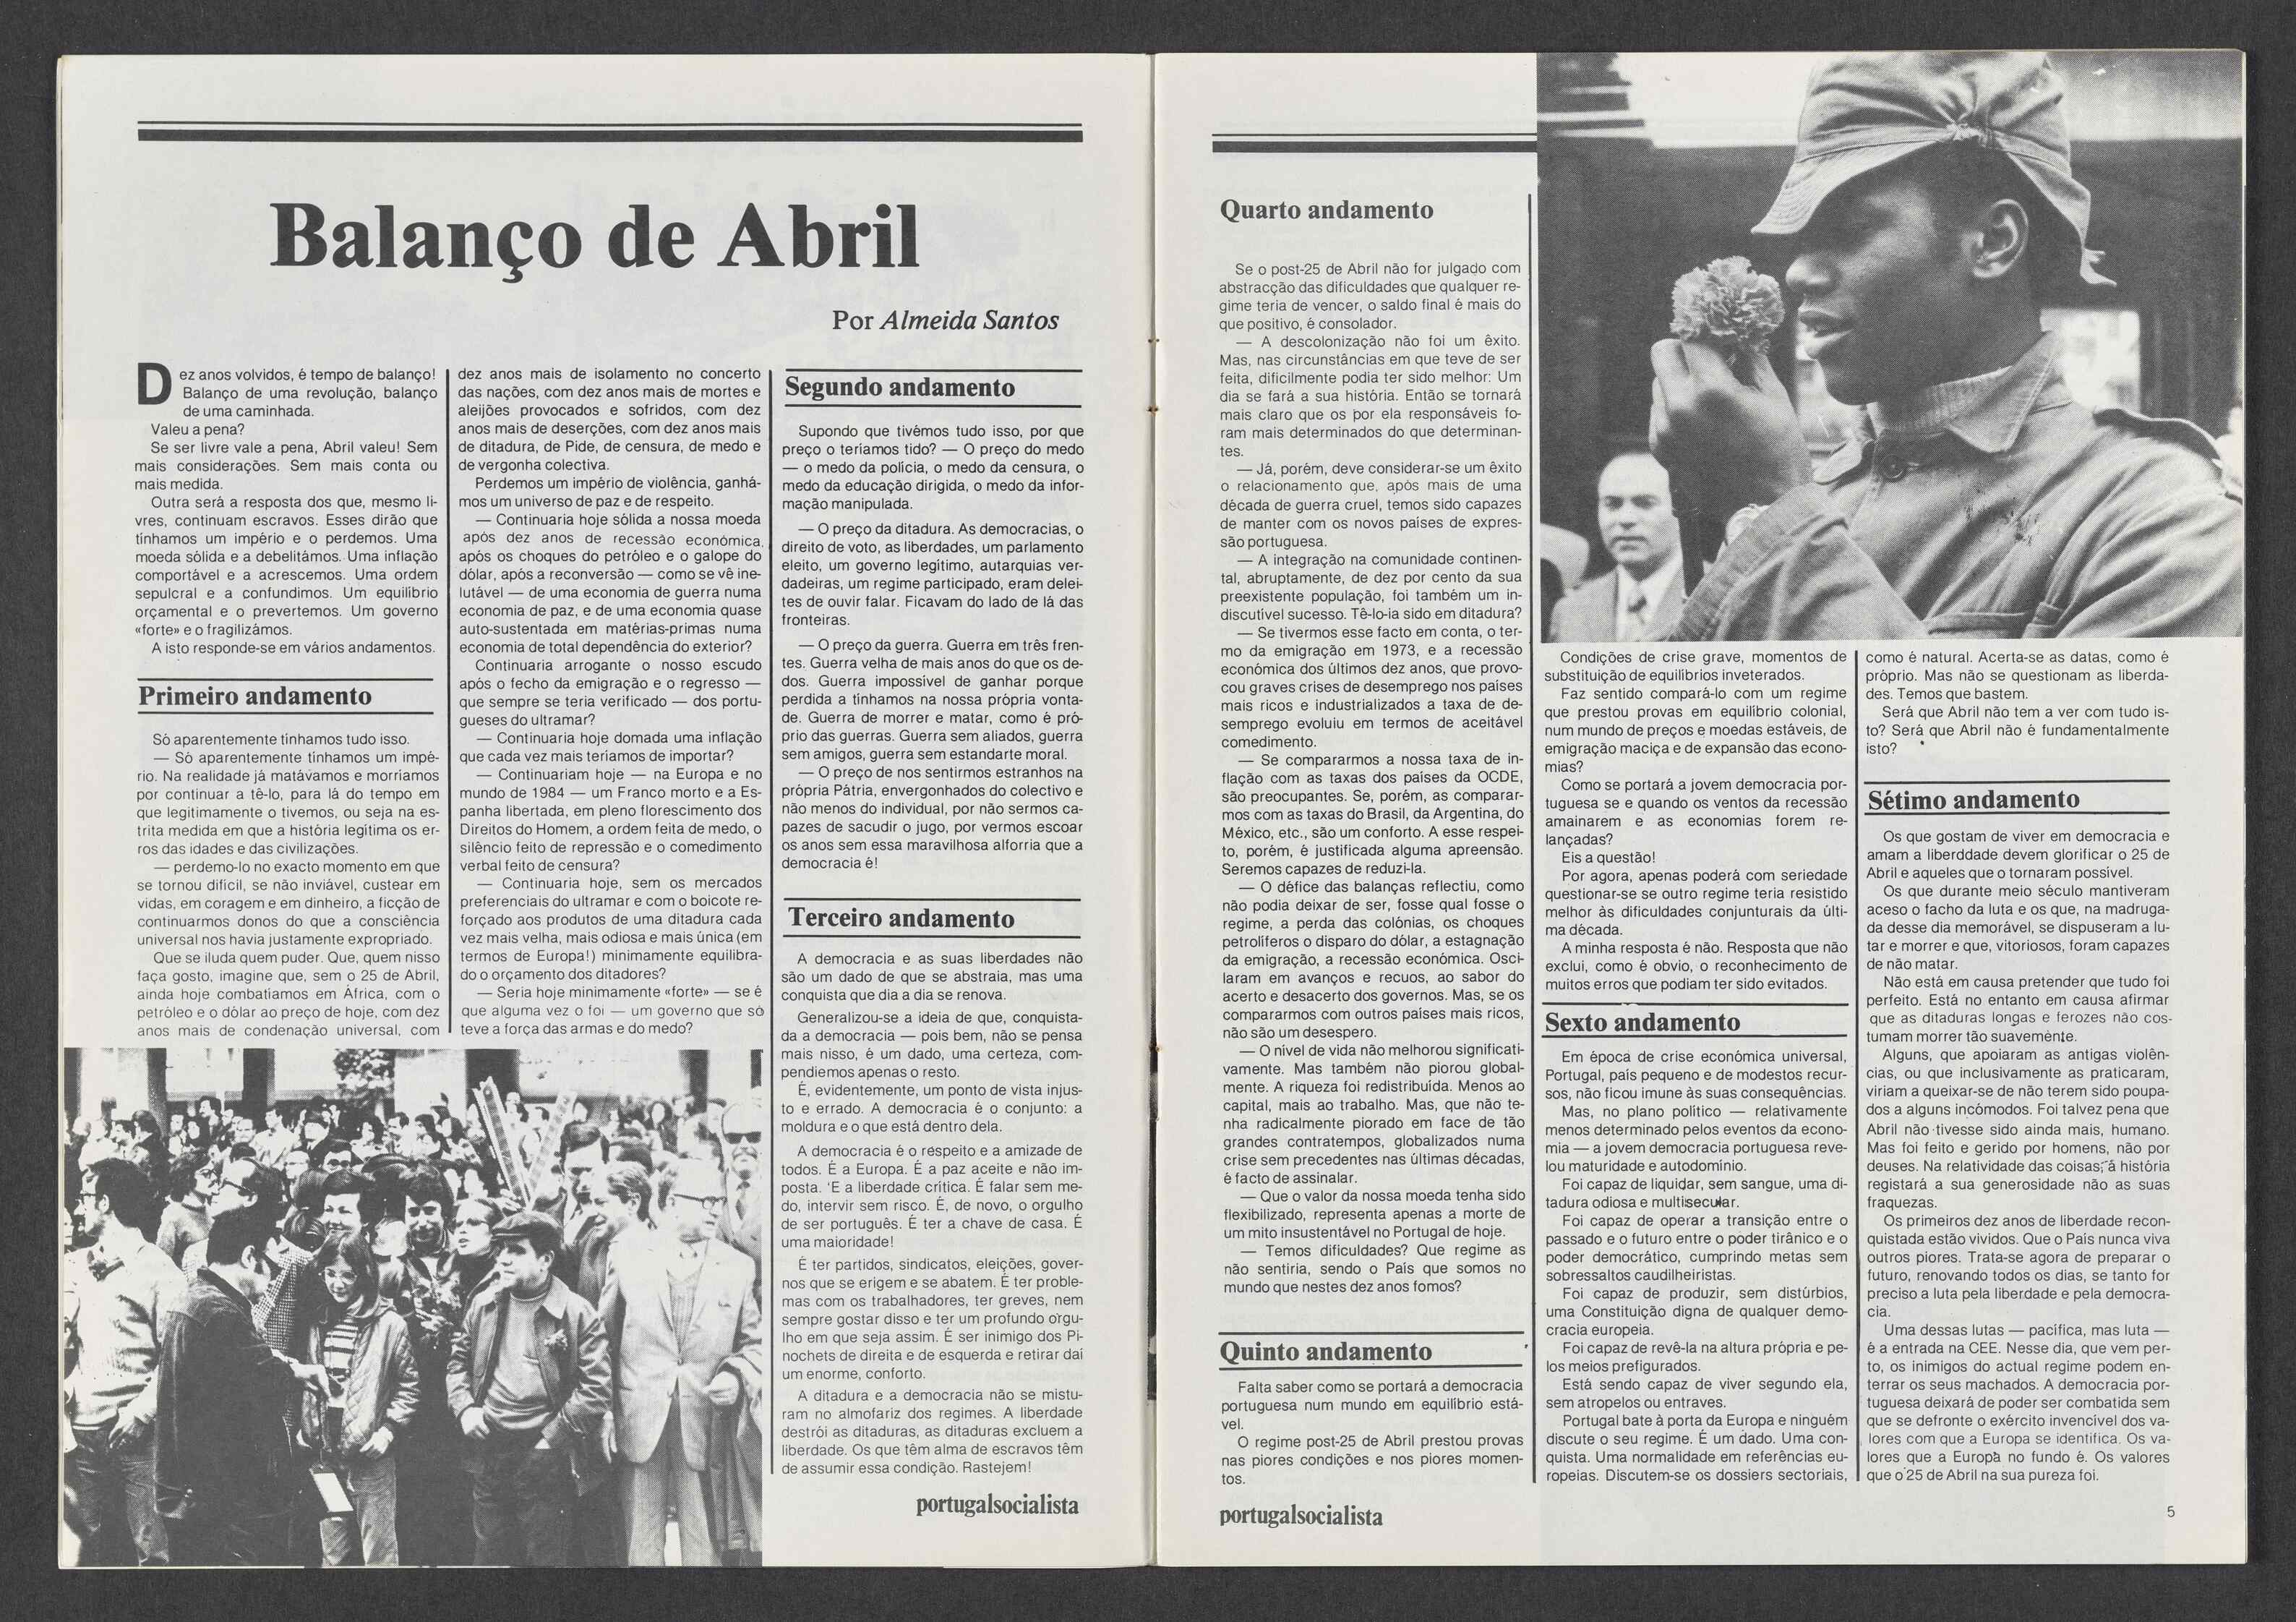 Balanço de Abril
Por Almeida Santos
Dez anos volvidos, é tempo de balanço!
Balanço de uma revolução, balanço
de uma caminhada.
Valeu a pena?
Se ser livre vale a pena, Abril valeu! Sem
mais considerações. Sem mais conta ou
mais medida.
Outra será a resposta dos que, mesmo li-
vres, continuam escravos. Esses dirão que
tínhamos um império e o perdemos. Uma
moeda sólida e a debelitámos. Uma inflação
comportável e a acrescemos. Uma ordem
sepulcral e a confundimos. Um equilíbrio
orçamental e o prevertemos. Um governo
«forte» e o fragilizámos.
A isto responde-se em vários andamentos.
Primeiro andamento
Só aparentemente tínhamos tudo isso.
— Só aparentemente tínhamos um impé-
rio. Na realidade já matávamos e morríamos
por continuar a tê-lo, para lá do tempo em
que legitimamente o tivemos, ou seja na es-
trita medida em que a história legítima os er-
ros das idades e das civilizações.
— perdemo-lo no exacto momento em que
se tornou difícil, se não inviável, custear em
vidas, em coragem e em dinheiro, a ficção de
continuarmos donos do que a consciência
universal nos havia justamente expropriado.
Que se iluda quem puder. Que, quem nisso
faça gosto, imagine que, sem o 25 de Abril,
ainda hoje combatíamos em África, com o
petróleo e o dólar ao preço de hoje, com dez
anos mais de condenação universal, com
dez anos mais de isolamento no concerto
das nações, com dez anos mais de mortes e
aleijões provocados e sofridos, com dez
anos mais de deserções, com dez anos mais
de ditadura, de Pide, de censura, de medo e
de vergonha colectiva.
Perdemos um império de violência, ganhá-
mos um universo de paz e de respeito.
— Continuaria hoje sólida a nossa moeda
após dez anos de recessão económica,
após os choques do petróleo e o galope do
dólar, após a reconversão — como se vê ine-
lutável — de uma economia de guerra numa
economia de paz, e de uma economia quase
auto-sustentada em matérias-primas numa
economia de total dependência do exterior?
Continuaria arrogante o nosso escudo
após o fecho da emigração e o regresso —
que sempre se teria verificado — dos portu-
gueses do ultramar?
— Continuaria hoje domada uma inflação
que cada vez mais teríamos de importar?
— Continuariam hoje — na Europa e no
mundo de 1984 — um Franco morto e a Es-
panha libertada, em pleno florescimento dos
Direitos do Homem, a ordem feita de medo, o
silêncio feito de repressão e o comedimento
verbal feito de censura?
— Continuaria hoje, sem os mercados
preferenciais do ultramar e com o boicote re-
forçado aos produtos de uma ditadura cada
vez mais velha, mais odiosa e mais única (em
termos de Europa!) minimamente equilibra-
do o orçamento dos ditadores?
— Seria hoje minimamente «forte» — se é
que alguma vez o foi — um governo que só
teve a força das armas e do medo?
Segundo andamento
Supondo que tivémos tudo isso, por que
preço o teríamos tido? — O preço do medo
— o medo da polícia, o medo da censura, o
medo da educação dirigida, o medo da infor-
mação manipulada.
— O preço da ditadura. As democracias, o
direito de voto, as liberdades, um parlamento
eleito, um governo legítimo, autarquias ver-
dadeiras, um regime participado, eram delei-
tes de ouvir falar. Ficavam do lado de lá das
fronteiras.
— O preço da guerra. Guerra em três fren-
tes. Guerra velha de mais anos do que os de-
dos. Guerra impossível de ganhar porque
perdida a tínhamos na nossa própria vonta-
de. Guerra de morrer e matar, como é pró-
prio das guerras. Guerra sem aliados, guerra
sem amigos, guerra sem estandarte moral.
— O preço de nos sentirmos estranhos na
própria Pátria, envergonhados do colectivo e
não menos do individual, por não sermos ca-
pazes de sacudir o jugo, por vermos escoar
os anos sem essa maravilhosa alforria que a
democracia é!
Terceiro andamento
A democracia e as suas liberdades não
são um dado de que se abstraia, mas uma
conquista que dia a dia se renova.
Generalizou-se a ideia de que, conquista-
da a democracia — pois bem, não se pensa
mais nisso, é um dado, uma certeza, com-
pendiemos apenas o resto.
É, evidentemente, um ponto de vista injus-
to e errado. A democracia é o conjunto: a
moldura e o que está dentro dela.
A democracia é o respeito e a amizade de
todos. É a Europa. É a paz aceite e não im-
posta. 'E a liberdade crítica. É falar sem me-
do, intervir sem risco. É, de novo, o orgulho
de ser português. É ter a chave de casa. É
uma maioridade!
É ter partidos, sindicatos, eleições, gover-
nos que se erigem e se abatem. É ter proble-
mas com os trabalhadores, ter greves, nem
sempre gostar disso e ter um profundo orgu-
lho em que seja assim. É ser inimigo dos Pi-
nochets de direita e de esquerda e retirar daí
um enorme, conforto.
A ditadura e a democracia não se mistu-
ram no almofariz dos regimes. A liberdade
destrói as ditaduras, as ditaduras excluem a
liberdade. Os que têm alma de escravos têm
de assumir essa condição. Rastejem!
portugalsocialista
Quarto andamento
Se o post-25 de Abril não for julgado com
abstracção das dificuldades que qualquer re-
gime teria de vencer, o saldo final é mais do
que positivo, é consolador.
— A descolonização não foi um êxito.
Mas, nas circunstâncias em que teve de ser
feita, dificilmente podia ter sido melhor: Um
dia se fará a sua história. Então se tornará
mais claro que os por ela responsáveis fo-
ram mais determinados do que determinan-
tes.
— Já, porém, deve considerar-se um êxito
o relacionamento que, após mais de uma
década de guerra cruel, temos sido capazes
de manter com os novos países de expres-
são portuguesa.
— A integração na comunidade continen-
tal, abruptamente, de dez por cento da sua
preexistente população, foi também um in-
discutível sucesso. Tê-lo-ia sido em ditadura?
— Se tivermos esse facto em conta, o ter-
mo da emigração em 1973, e a recessão
económica dos últimos dez anos, que provo-
cou graves crises de desemprego nos países
mais ricos e industrializados a taxa de de-
semprego evoluiu em termos de aceitável
comedimento.
— Se compararmos a nossa taxa de in-
flação com as taxas dos países da OCDE,
são preocupantes. Se, porém, as comparar-
mos com as taxas do Brasil, da Argentina, do
México, etc., são um conforto. A esse respei-
to, porém, é justificada alguma apreensão.
Seremos capazes de reduzi-la.
— O défice das balanças reflectiu, como
não podia deixar de ser, fosse qual fosse o
regime, a perda das colónias, os choques
petrolíferos o disparo do dólar, a estagnação
da emigração, a recessão económica. Osci-
laram em avanços e recuos, ao sabor do
acerto e desacerto dos governos. Mas, se os
compararmos com outros países mais ricos,
não são um desespero.
— O nível de vida não melhorou significati-
vamente. Mas também não piorou global-
mente. A riqueza foi redistribuída. Menos ao
capital, mais ao trabalho. Mas, que não te-
nha radicalmente piorado em face de tão
grandes contratempos, globalizados numa
crise sem precedentes nas últimas décadas,
é facto de assinalar.
— Que o valor da nossa moeda tenha sido
flexibilizado, representa apenas a morte de
um mito insustentável no Portugal de hoje.
— Temos dificuldades? Que regime as
não sentiria, sendo o País que somos no
mundo que nestes dez anos fomos?
Quinto andamento
Falta saber como se portará a democracia
portuguesa num mundo em equilíbrio está-
vel.
O regime post-25 de Abril prestou provas
nas piores condições e nos piores momen-
tos.
Condições de crise grave, momentos de
substituição de equilíbrios inveterados.
Faz sentido compará-lo com um regime
que prestou provas em equilíbrio colonial,
num mundo de preços e moedas estáveis, de
emigração maciça e de expansão das econo-
mias?
Como se portará a jovem democracia por-
tuguesa se e quando os ventos da recessão
amainarem e as economias forem re-
lançadas?
Eis a questão!
Por agora, apenas poderá com seriedade
questionar-se se outro regime teria resistido
melhor às dificuldades conjunturais da últi-
ma década.
A minha resposta é não. Resposta que não
exclui, como é obvio, o reconhecimento de
muitos erros que podiam ter sido evitados.
Sexto andamento
Em época de crise económica universal,
Portugal, país pequeno e de modestos recur-
sos, não ficou imune às suas consequências.
Mas, no plano político — relativamente
menos determinado pelos eventos da econo-
mia — a jovem democracia portuguesa reve-
lou maturidade e autodomínio.
Foi capaz de liquidar, sem sangue, uma di-
tadura odiosa e multisecular.
Foi capaz de operar a transição entre o
passado e o futuro entre o poder tirânico e o
poder democrático, cumprindo metas sem
sobressaltos caudilheiristas.
Foi capaz de produzir, sem distúrbios,
uma Constituição digna de qualquer demo-
cracia europeia.
Foi capaz de revê-la na altura própria e pe-
los meios prefigurados.
Está sendo capaz de viver segundo ela,
sem atropelos ou entraves.
Portugal bate à porta da Europa e ninguém
discute o seu regime. É um dado. Uma con-
quista. Uma normalidade em referências eu-
ropeias. Discutem-se os dossiers sectoriais,
como é natural. Acerta-se as datas, como é
próprio. Mas não se questionam as liberda-
des. Temos que bastem.
Será que Abril não tem a ver com tudo is-
to? Será que Abril não é fundamentalmente
isto?
Sétimo andamento
Os que gostam de viver em democracia e
amam a liberddade devem glorificar o 25 de
Abril e aqueles que o tornaram possível.
Os que durante meio século mantiveram
aceso o facho da luta e os que, na madruga-
da desse dia memorável, se dispuseram a lu-
tar e morrer e que, vitoriosos, foram capazes
de não matar.
Não está em causa pretender que tudo foi
perfeito. Está no entanto em causa afirmar
que as ditaduras longas e ferozes não cos-
tumam morrer tão suavemente.
Alguns, que apoiaram as antigas violên-
cias, ou que inclusivamente as praticaram,
viriam a queixar-se de não terem sido poupa-
dos a alguns incómodos. Foi talvez pena que
Abril não tivesse sido ainda mais, humano.
Mas foi feito e gerido por homens, não por
deuses. Na relatividade das coisas, a história
registará a sua generosidade não as suas
fraquezas.
Os primeiros dez anos de liberdade recon-
quistada estão vividos. Que o País nunca viva
outros piores. Trata-se agora de preparar o
futuro, renovando todos os dias, se tanto for
preciso a luta pela liberdade e pela democra-
cia.
Uma dessas lutas — pacífica, mas luta —
é a entrada na CEE. Nesse dia, que vem per-
to, os inimigos do actual regime podem en-
terrar os seus machados. A democracia por-
tuguesa deixará de poder ser combatida sem
que se defronte o exército invencível dos va-
lores com que a Europa se identifica. Os va-
lores que a Europa no fundo é. Os valores
que o 25 de Abril na sua pureza foi.
portugalsocialista
5